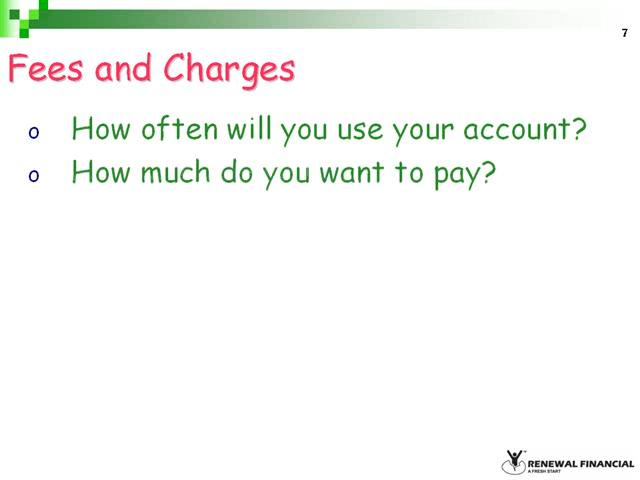 7
Fees and Charges
o How often will you use your account?
o How much do you want to pay?
RENEWAL FINANCIAL
A FRESH START